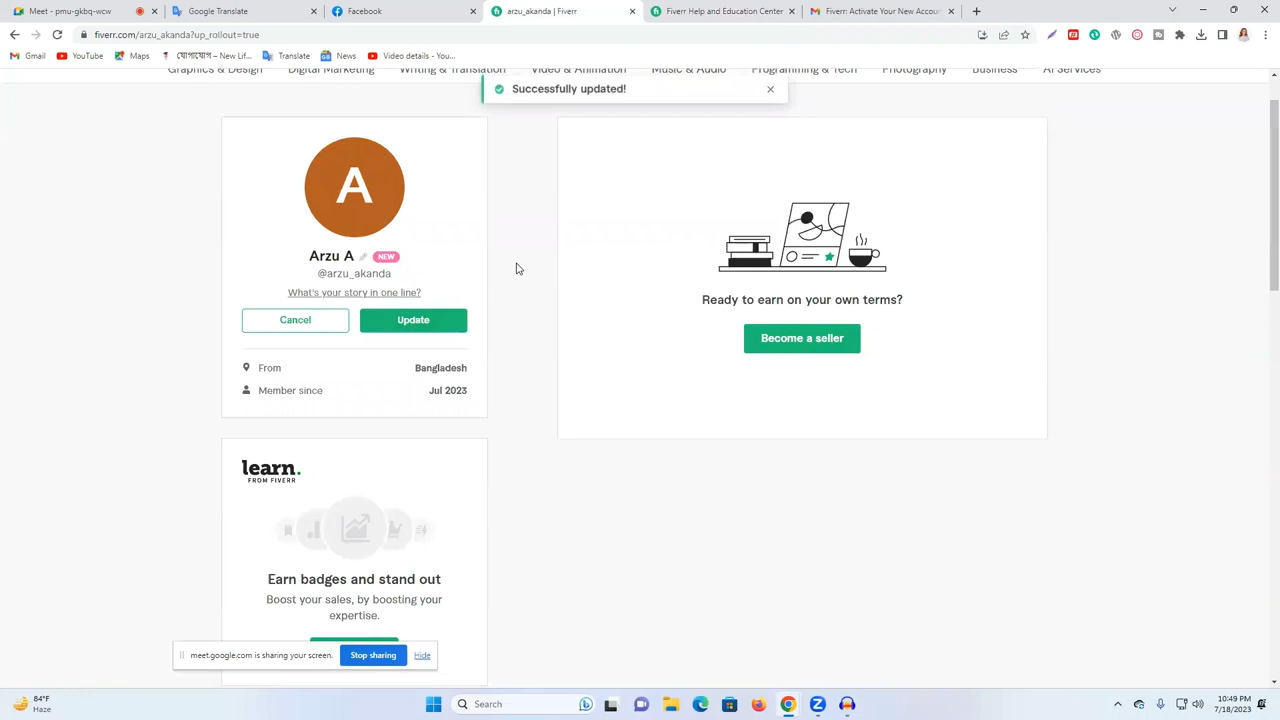 Meet - pmu-gkbq-wcw
Google Translate
Facebook
arzu_akanda | Fiverr
Fiverr Help and Education Center
Fiverr: Activate Your New Accou
fiverr.com/arzu_akanda?up_rollout=true
Gmail
YouTube
Maps
যোগাযোগ — New Life...
Translate
News
Video details - You...
Graphics & Design
Digital Marketing
Writing & Translation
Video & Animation
Music & Audio
Programming & Tech
Photography
Business
AI Services
Successfully updated!
A
Arzu A
NEW
@arzu_akanda
What's your story in one line?
Cancel
Update
From
Bangladesh
Member since
Jul 2023
Ready to earn on your own terms?
Become a seller
learn.
FROM FIVERR
Earn badges and stand out
Boost your sales, by boosting your
expertise.
meet.google.com is sharing your screen.
Stop sharing
Hide
84°F
Haze
Search
10:49 PM
7/18/2023